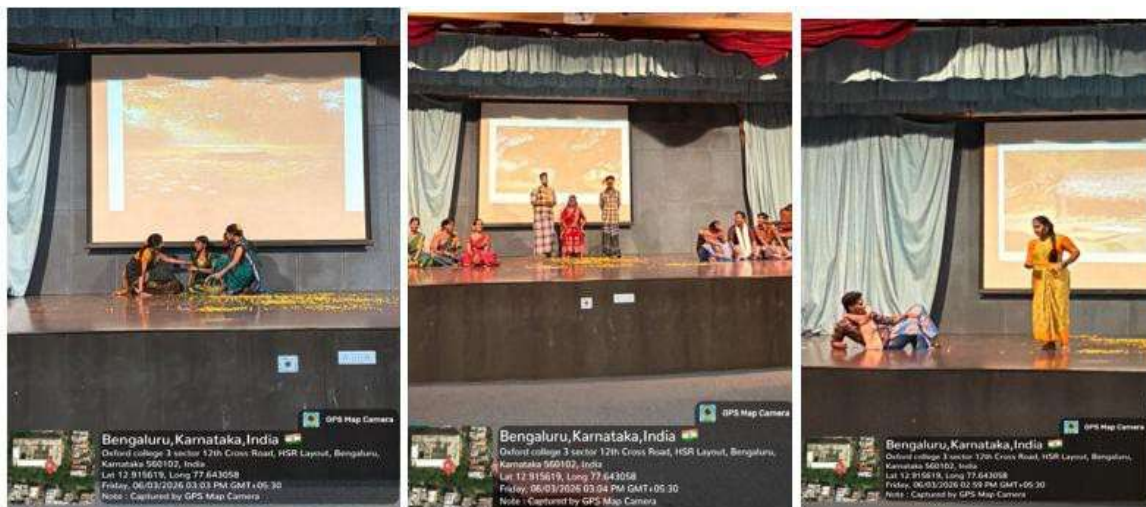 GPS Map Camera
Bengaluru,Karnataka,India
Oxford college 3 sector 12th Cross Road, HSR Layout, Bengaluru,
Karnataka 560102, India
Lat 12.915619, Long 77.643058
Friday, 06/03/2026 03:03 PM GMT+05:30
Note : Captured by GPS Map Camera
GPS Map Camera
Bengaluru,Karnataka,India
Oxford college 3 sector 12th Cross Road, HSR Layout, Bengaluru,
Karnataka 560102, India
Lat 12.915619, Long 77.643058
Friday, 06/03/2026 03:04 PM GMT+05:30
Note : Captured by GPS Map Camera
GPS Map Camera
Bengaluru,Karnataka,India
Oxford college 3 sector 12th Cross Road, HSR Layout, Bengaluru,
Karnataka 560102, India
Lat 12.915619, Long 77.643058
Friday, 06/03/2026 02:59 PM GMT+05:30
Note : Captured by GPS Map Camera